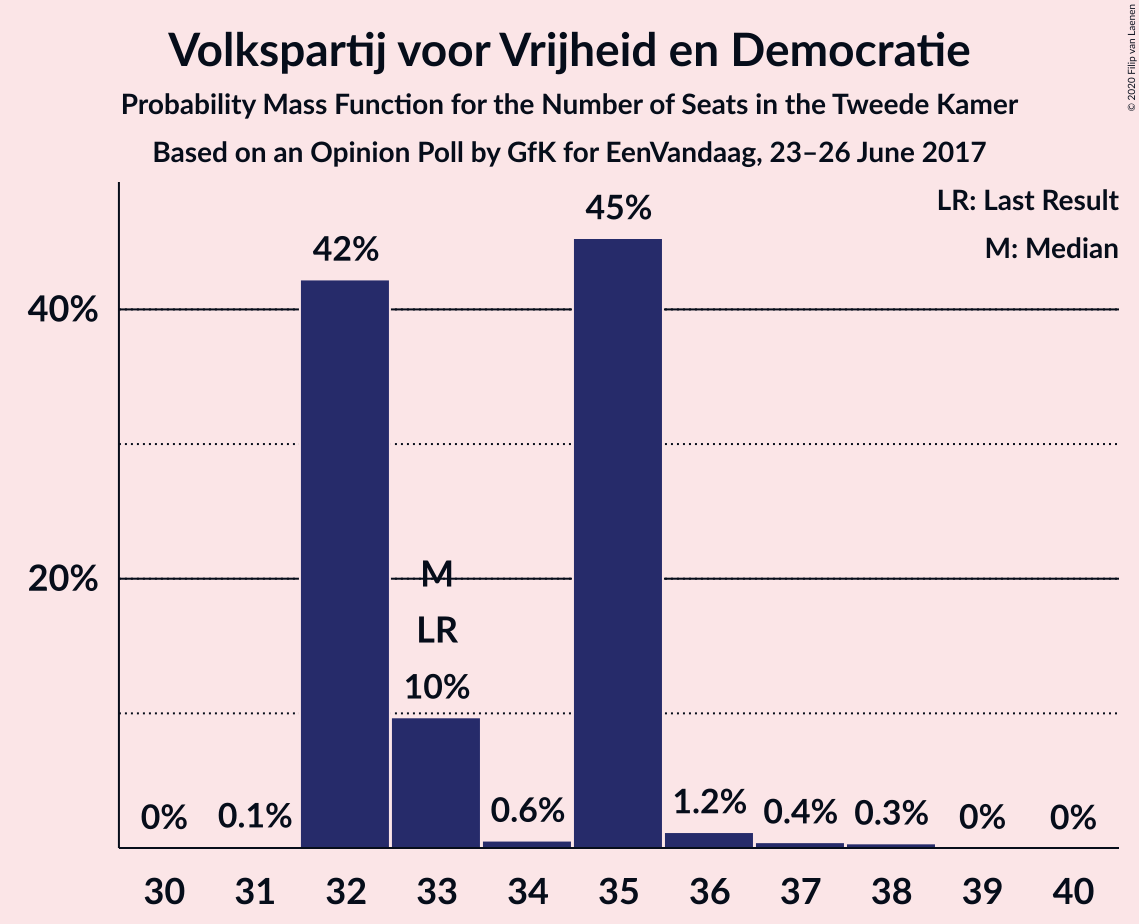 Volkspartij voor Vrijheid en Democratie
Probability Mass Function for the Number of Seats in the Tweede Kamer
Based on an Opinion Poll by GfK for EenVandaag, 23–26 June 2017
© 2020 Filip van Laenen
LR: Last Result
M: Median
40%
20%
0%
0.1%
42%
M
LR
10%
0.6%
45%
1.2%
0.4%
0.3%
0%
0%
30 31 32 33 34 35 36 37 38 39 40